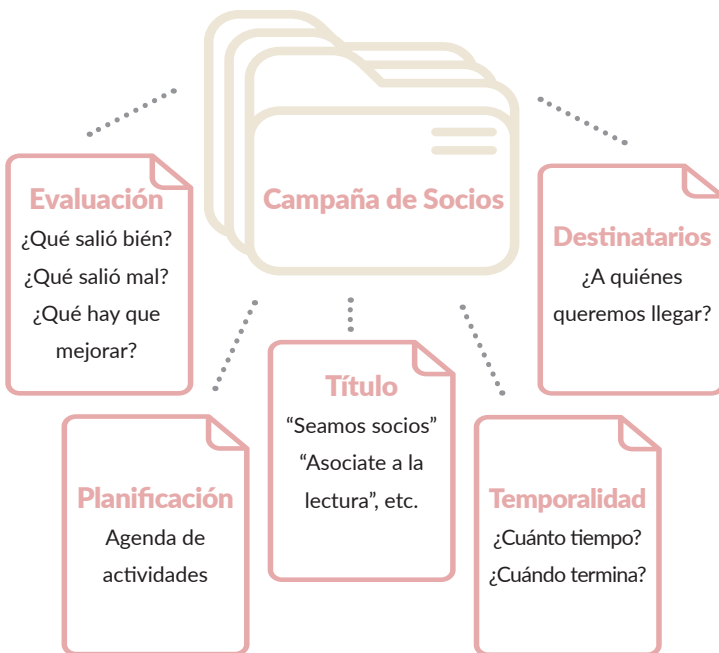 Campaña de Socios
Evaluación
¿Qué salió bién?
¿Qué salió mal?
¿Qué hay que
mejorar?
Planificación
Agenda de
actividades
Título
“Seamos socios”
“Asociate a la
lectura”, etc.
Temporalidad
¿Cuánto tiempo?
¿Cuándo termina?
Destinatarios
¿A quiénes
queremos llegar?